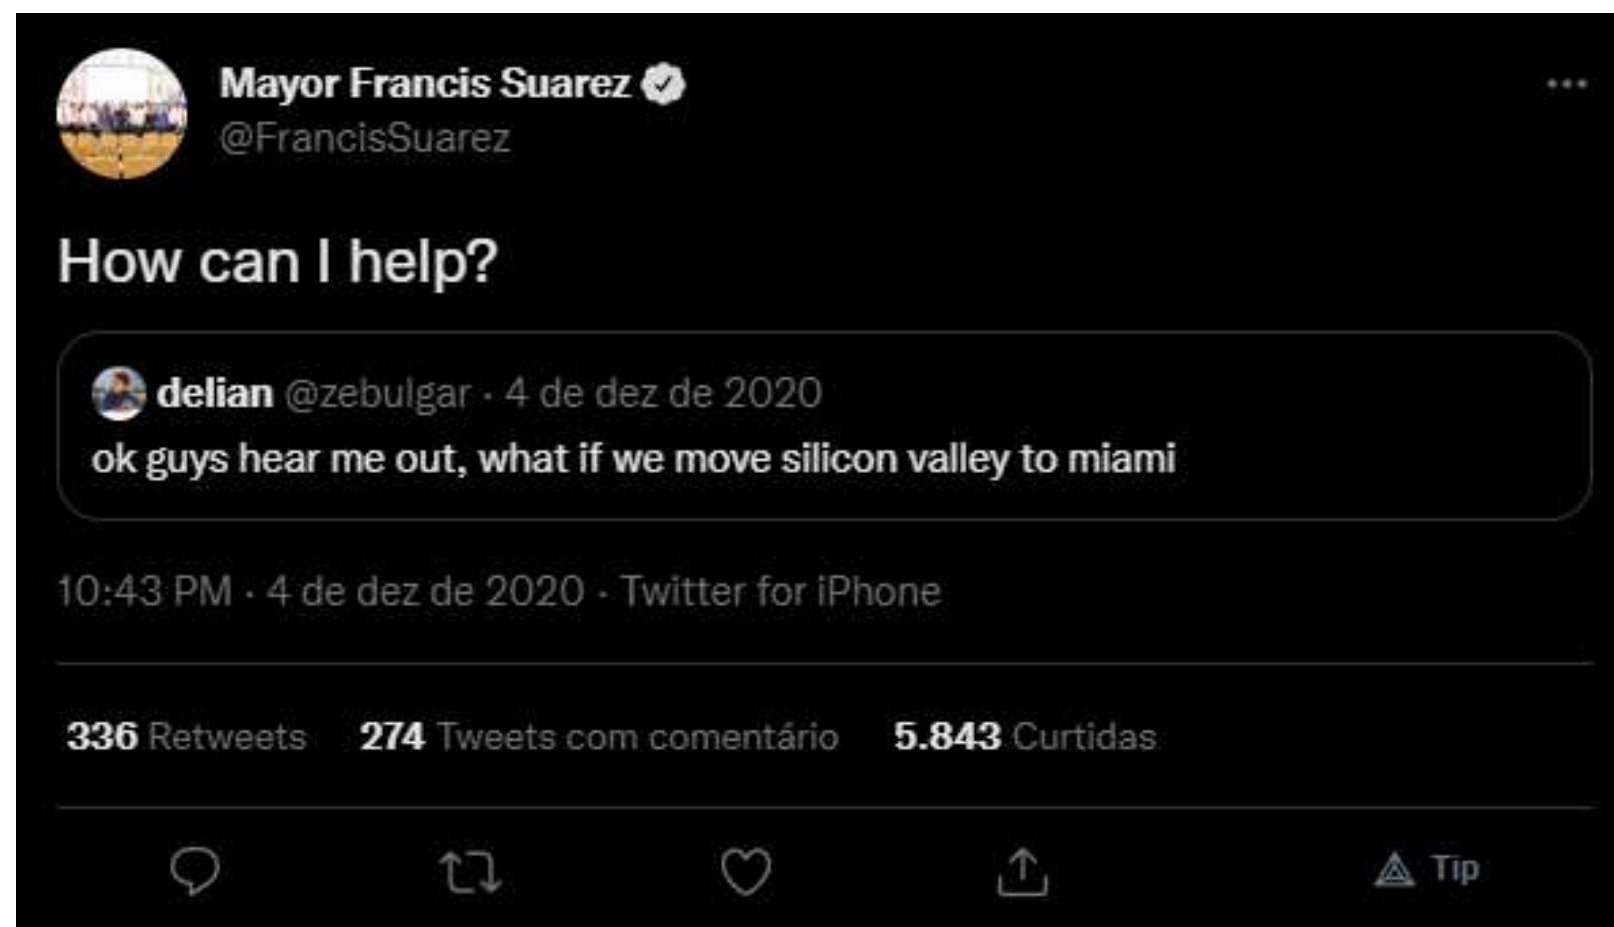 Mayor Francis Suarez
@FrancisSuarez
How can I help?
delian @zebulgar · 4 de dez de 2020
ok guys hear me out, what if we move silicon valley to miami
10:43 PM · 4 de dez de 2020 · Twitter for iPhone
336 Retweets 274 Tweets com comentário 5.843 Curtidas
Tip